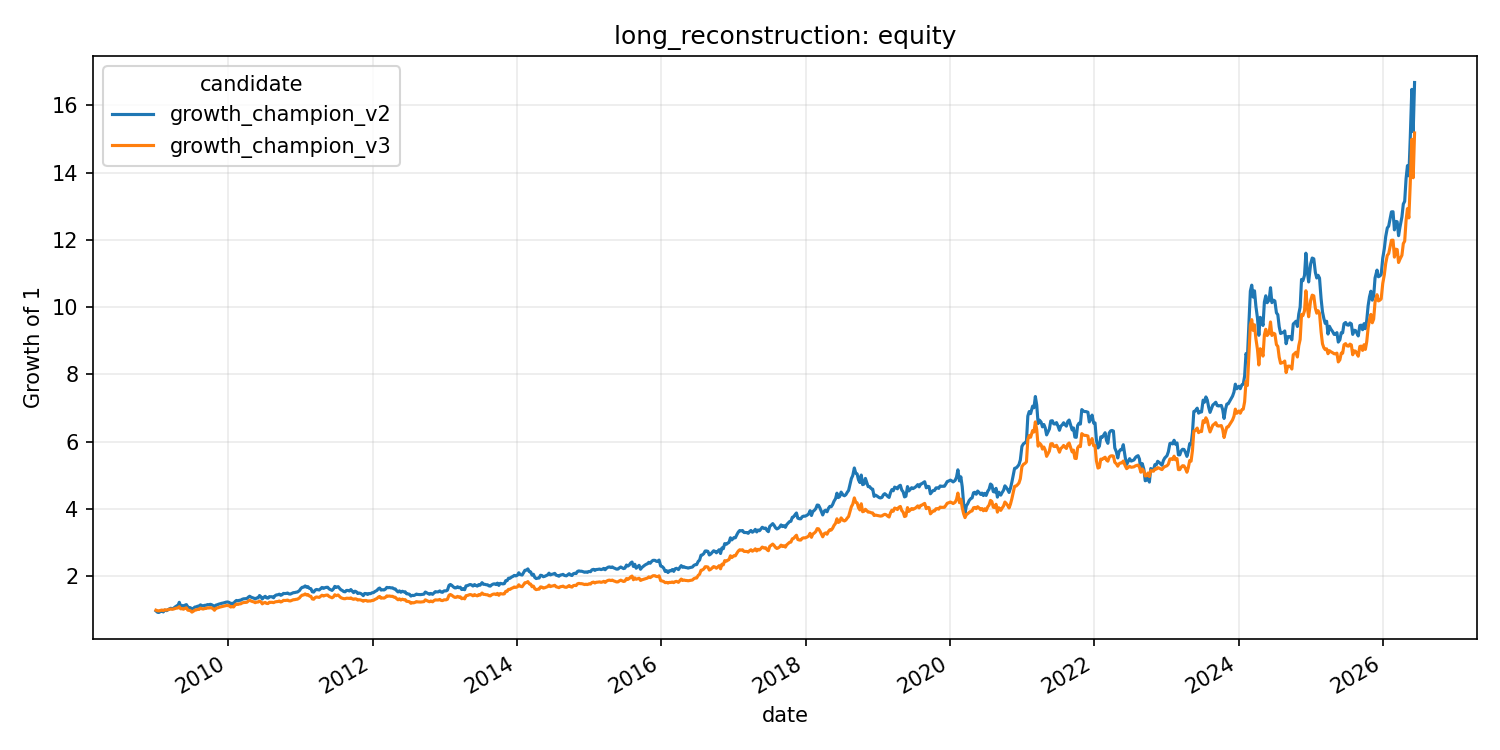 long_reconstruction: equity
candidate
growth_champion_v2
growth_champion_v3
Growth of 1
16
14
12
10
8
6
4
2
2010
2012
2014
2016
2018
2020
2022
2024
2026
date